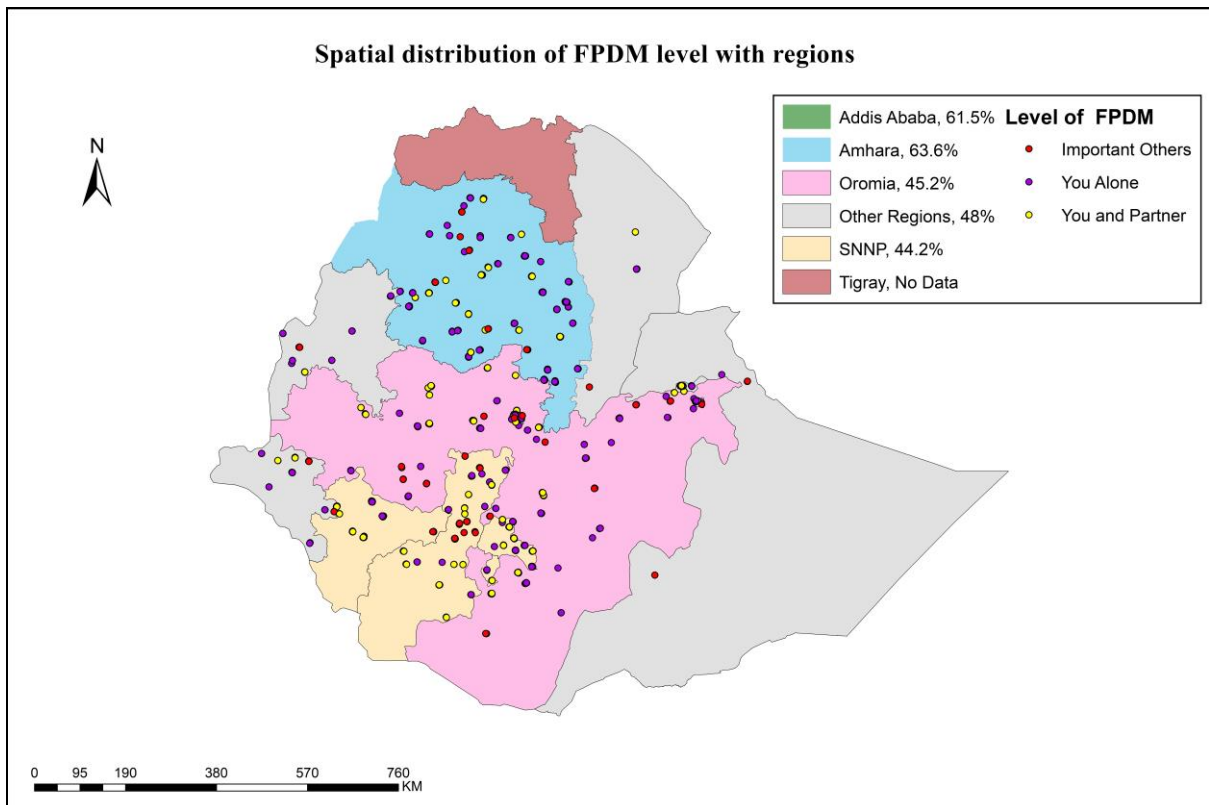 Spatial distribution of FPDM level with regions
N
Addis Ababa, 61.5%
Amhara, 63.6%
Oromia, 45.2%
Other Regions, 48%
SNNP, 44.2%
Tigray, No Data
Level of FPDM
Important Others
You Alone
You and Partner
0 95 190 380 570 760
KM